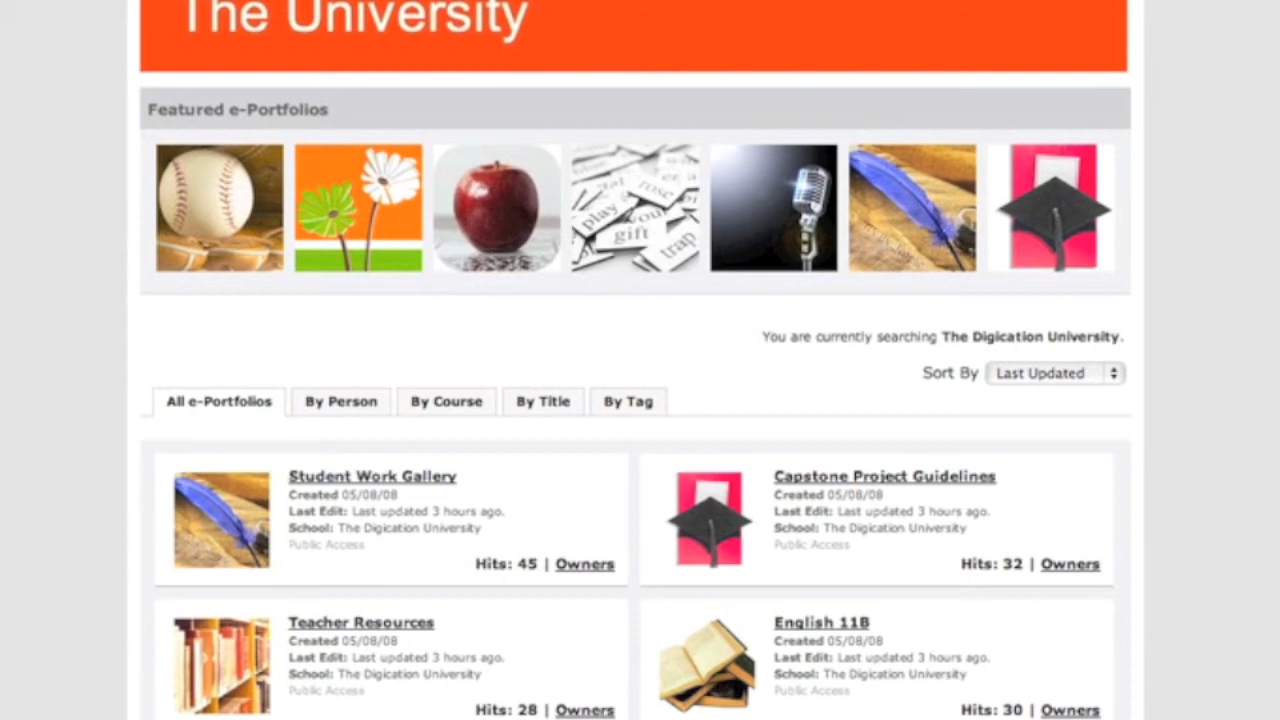 The University
Featured e-Portfolios
play
rose
your
gift
trap
You are currently searching The Digication University.
Sort By Last Updated
All e-Portfolios By Person By Course By Title By Tag
Student Work Gallery
Created 05/08/08
Last Edit: Last updated 3 hours ago.
School: The Digication University
Public Access
Hits: 45 | Owners
Capstone Project Guidelines
Created 05/08/08
Last Edit: Last updated 3 hours ago.
School: The Digication University
Public Access
Hits: 32 | Owners
Teacher Resources
Created 05/08/08
Last Edit: Last updated 3 hours ago.
School: The Digication University
Public Access
Hits: 28 | Owners
English 11B
Created 05/08/08
Last Edit: Last updated 3 hours ago.
School: The Digication University
Public Access
Hits: 30 | Owners